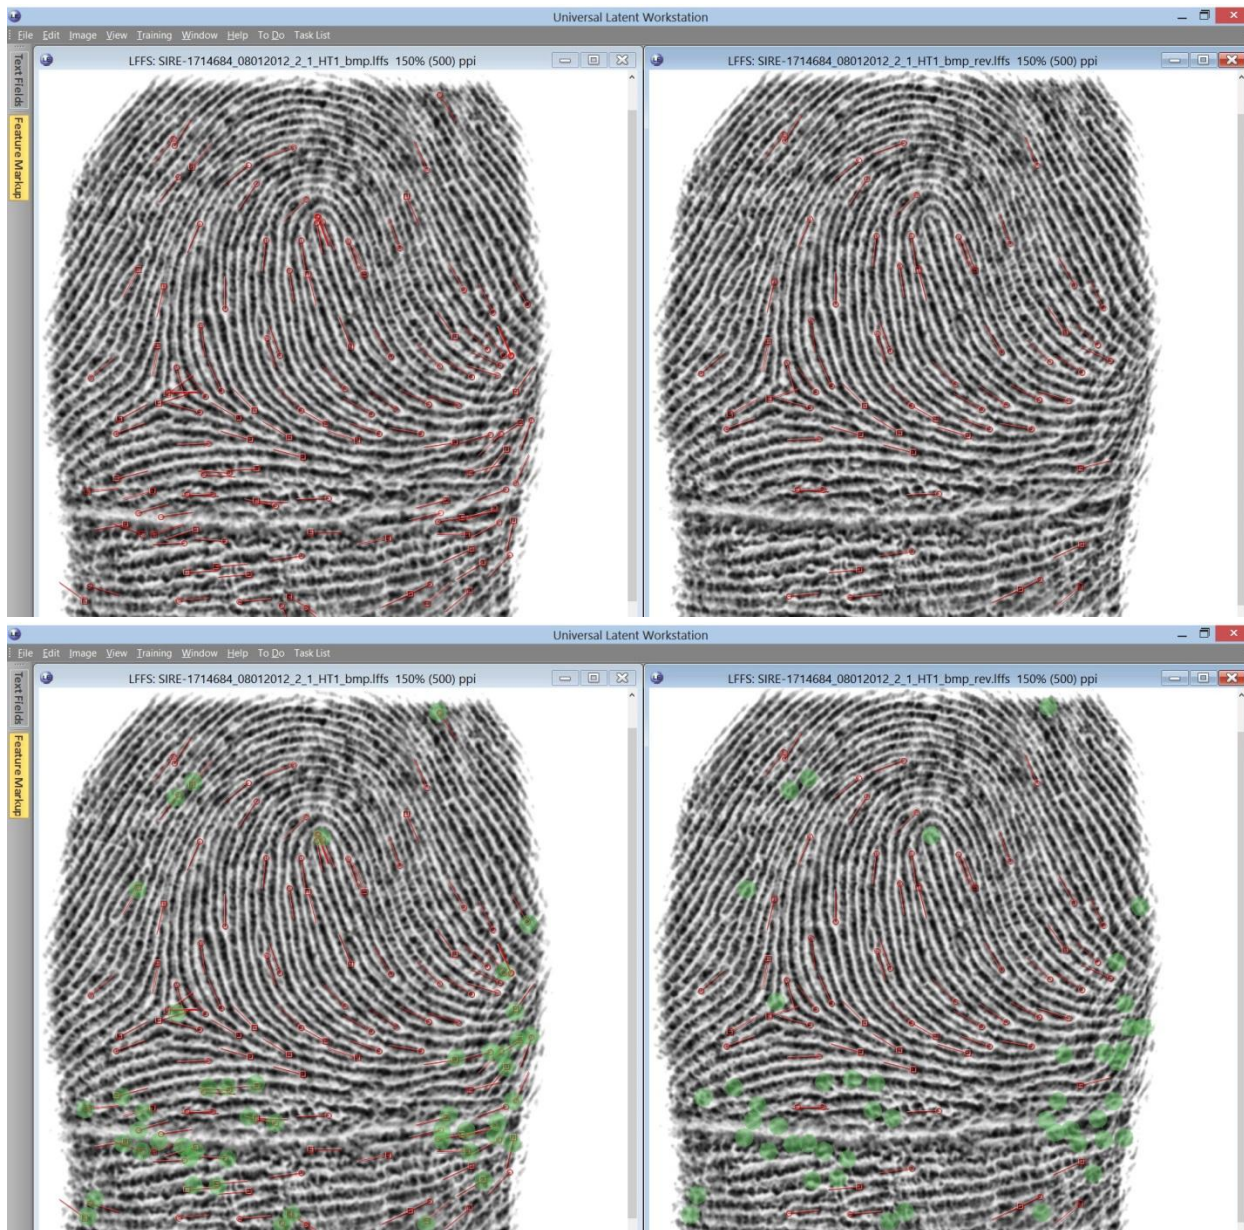 Universal Latent Workstation
File Edit Image View Training Window Help To Do Task List
Text Fields
Feature Markup
LFFS: SIRE-1714684_08012012_2_1_HT1_bmp.lffs 150% (500) ppi
LFFS: SIRE-1714684_08012012_2_1_HT1_bmp_rev.lffs 150% (500) ppi
Universal Latent Workstation
File Edit Image View Training Window Help To Do Task List
Text Fields
Feature Markup
LFFS: SIRE-1714684_08012012_2_1_HT1_bmp.lffs 150% (500) ppi
LFFS: SIRE-1714684_08012012_2_1_HT1_bmp_rev.lffs 150% (500) ppi